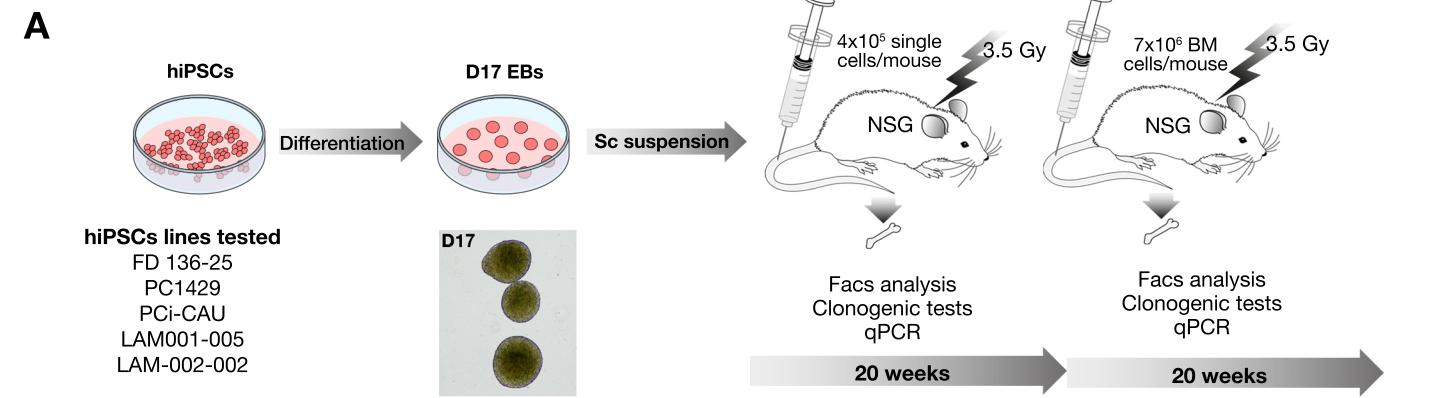 A
hiPSCs
D17 EBs
Differentiation
Sc suspension
4x10⁵ single
cells/mouse
3.5 Gy
NSG
7x10⁶ BM
cells/mouse
3.5 Gy
NSG
hiPSCs lines tested
FD 136-25
PC1429
PCi-CAU
LAM001-005
LAM-002-002
D17
Facs analysis
Clonogenic tests
qPCR
20 weeks
Facs analysis
Clonogenic tests
qPCR
20 weeks